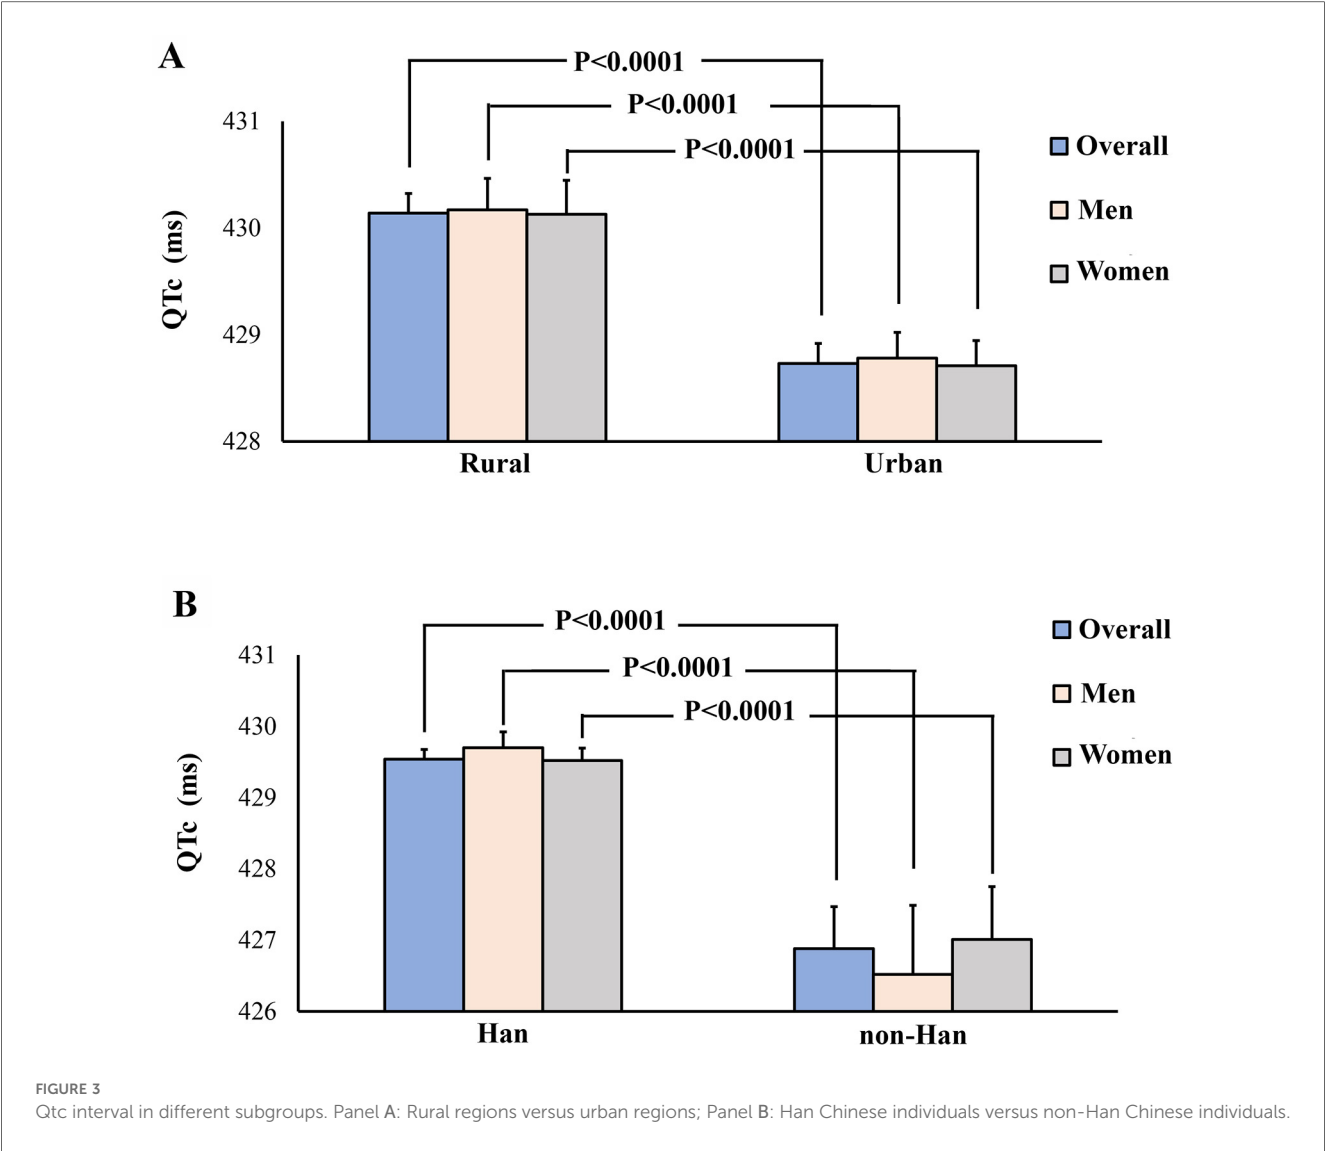 A
P<0.0001
P<0.0001
P<0.0001
431
430
429
428
QTc (ms)
Overall
Men
Women
Rural
Urban
B
P<0.0001
P<0.0001
P<0.0001
431
430
429
428
427
426
QTc (ms)
Overall
Men
Women
Han
non-Han
FIGURE 3
Qtc interval in different subgroups. Panel A: Rural regions versus urban regions; Panel B: Han Chinese individuals versus non-Han Chinese individuals.